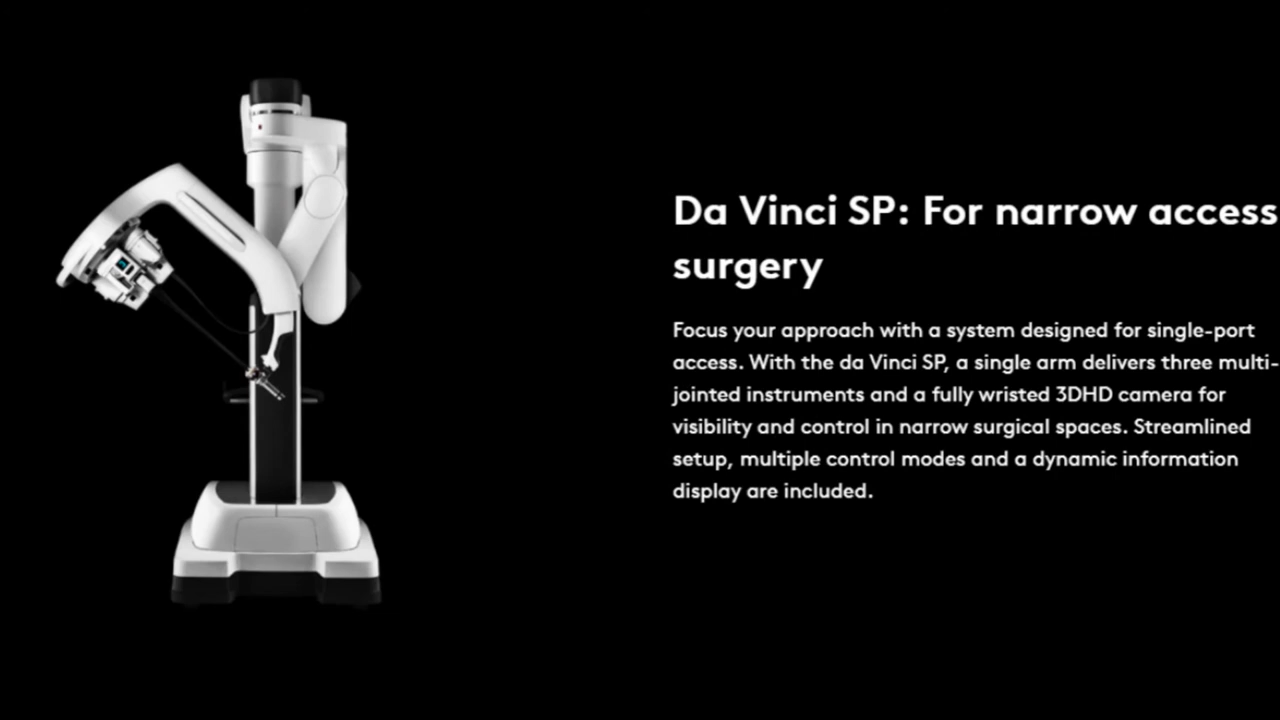 Da Vinci SP: For narrow access
surgery
Focus your approach with a system designed for single-port
access. With the da Vinci SP, a single arm delivers three multi-
jointed instruments and a fully wristed 3DHD camera for
visibility and control in narrow surgical spaces. Streamlined
setup, multiple control modes and a dynamic information
display are included.